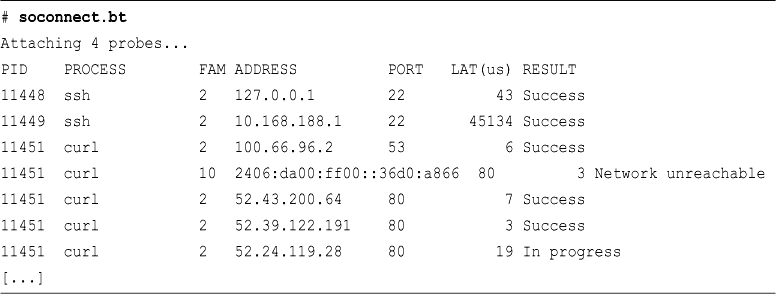 # soconnect.bt
Attaching 4 probes...
PID    PROCESS        FAM ADDRESS          PORT   LAT(us) RESULT
11448  ssh            2   127.0.0.1        22          43 Success
11449  ssh            2   10.168.188.1     22       45134 Success
11451  curl           2   100.66.96.2      53           6 Success
11451  curl           10  2406:da00:ff00::36d0:a866  80         3 Network unreachable
11451  curl           2   52.43.200.64     80           7 Success
11451  curl           2   52.39.122.191    80           3 Success
11451  curl           2   52.24.119.28     80          19 In progress
[...]